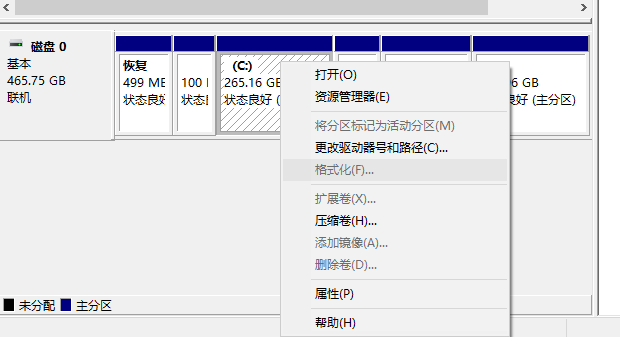 磁盘 0
基本
465.75 GB
联机
恢复
499 ME
状态良好
100
状态良
(C:)
265.16
状态良好 (
6 GB
良好 (主分区)
打开(O)
资源管理器(E)
将分区标记为活动分区(M)
更改驱动器号和路径(C)...
格式化(F)...
扩展卷(X)...
压缩卷(H)...
添加镜像(A)...
删除卷(D)...
属性(P)
帮助(H)
未分配 主分区